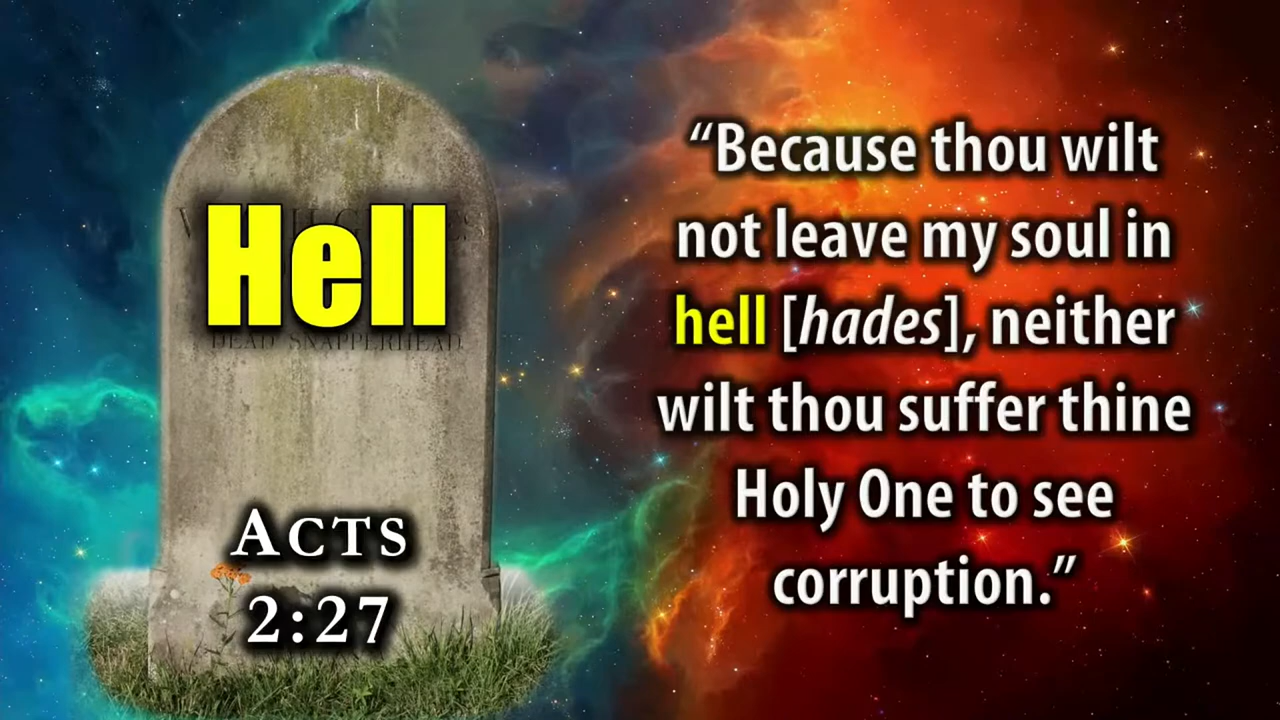 Hell
DEAD SNAPPERHEAD
ACTS
2:27
“Because thou wilt
not leave my soul in
hell [hades], neither
wilt thou suffer thine
Holy One to see
corruption.”